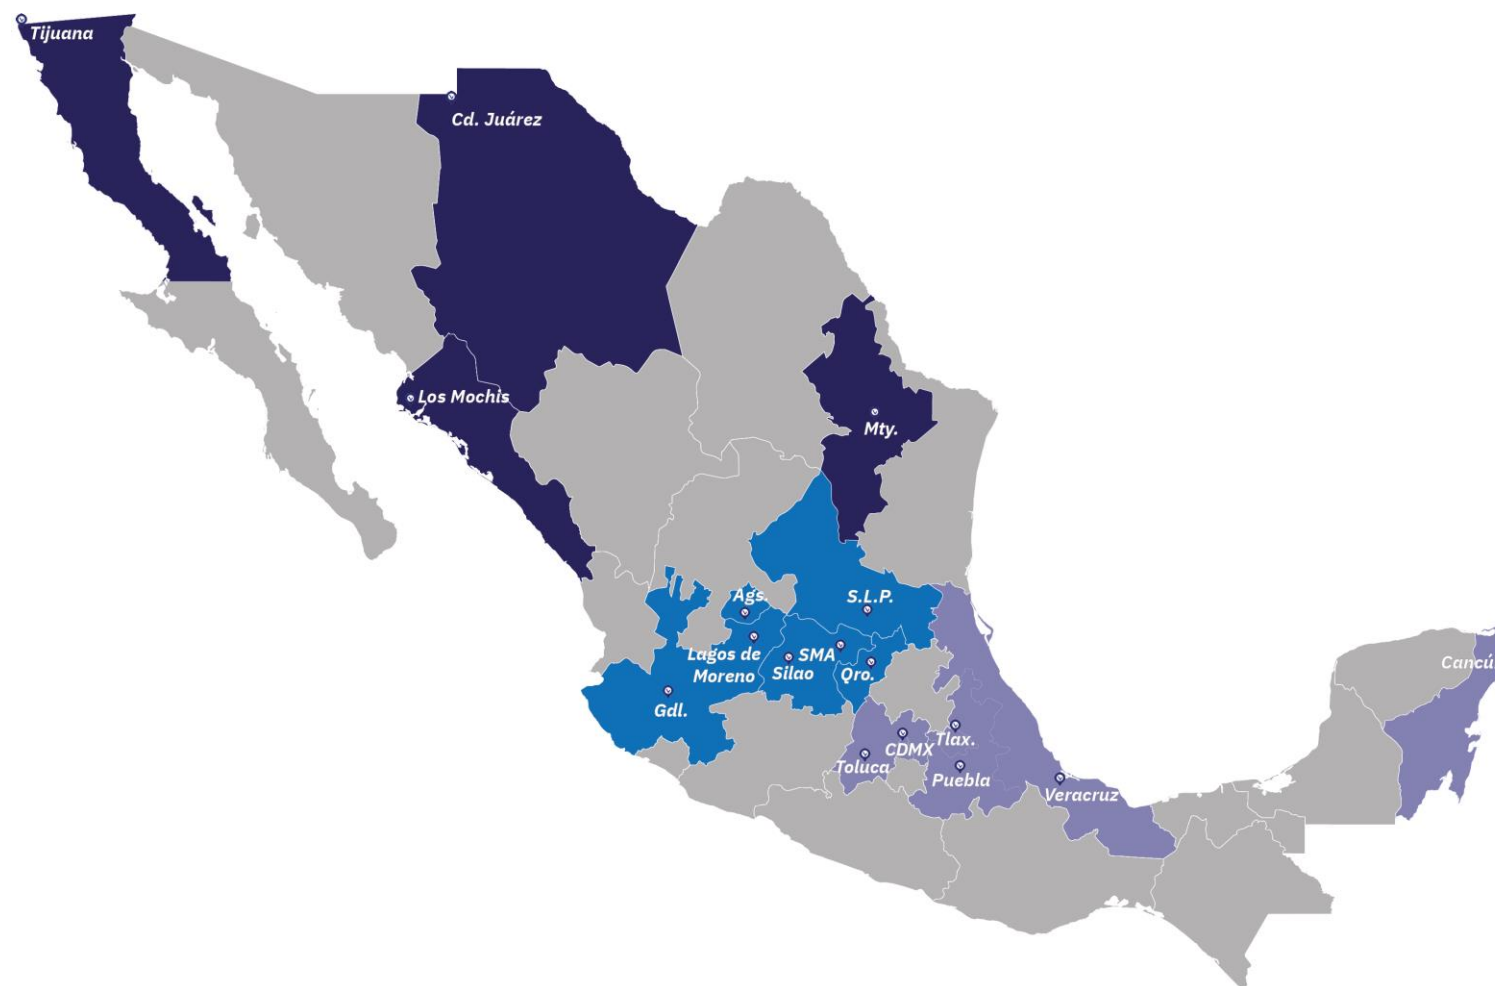 Tijuana
Cd. Juárez
Los Mochis
Mty.
Ags.
S.L.P.
Lagos de
Moreno
SMA
Silao
Qro.
Gdl.
CDMX
Tlax.
Toluca
Puebla
Veracruz
Cancú